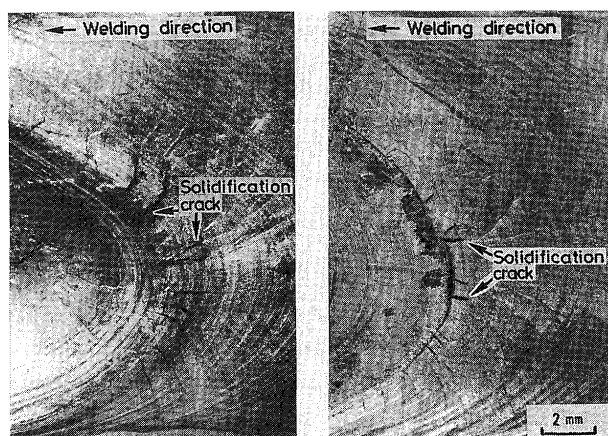 ← Welding direction
Solidification
crack
← Welding direction
Solidification
crack
2 mm